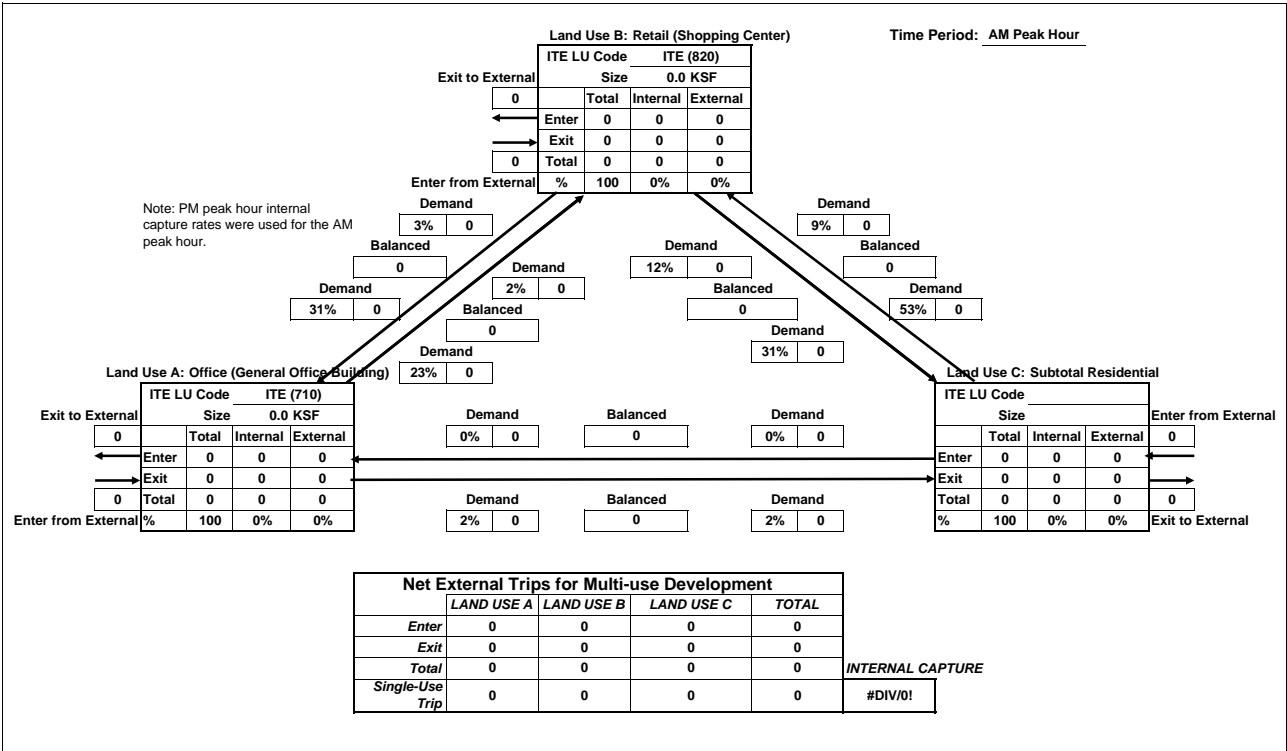 Land Use B: Retail (Shopping Center)
Time Period: AM Peak Hour
ITE LU Code ITE (820)
Exit to External Size 0.0 KSF
0 Total Internal External
Enter 0 0 0
Exit 0 0 0
0 Total 0 0 0
Enter from External % 100 0% 0%
Note: PM peak hour internal
capture rates were used for the AM
peak hour.
Demand
3% 0
Balanced
0
Demand
31% 0
Demand
2% 0
Balanced
0
Demand
23% 0
Demand
12% 0
Balanced
0
Demand
31% 0
Demand
9% 0
Balanced
0
Demand
53% 0
Land Use A: Office (General Office Building)
ITE LU Code ITE (710)
Exit to External Size 0.0 KSF
0 Total Internal External
Enter 0 0 0
Exit 0 0 0
0 Total 0 0 0
Enter from External % 100 0% 0%
Demand Balanced Demand
0% 0 0 0% 0
Demand Balanced Demand
2% 0 0 2% 0
Land Use C: Subtotal Residential
ITE LU Code
Size Enter from External
Total Internal External 0
Enter 0 0 0
Exit 0 0 0
Total 0 0 0 0
% 100 0% 0% Exit to External
Net External Trips for Multi-use Development
LAND USE A LAND USE B LAND USE C TOTAL
Enter 0 0 0 0
Exit 0 0 0 0
Total 0 0 0 0 INTERNAL CAPTURE
Single-Use
Trip 0 0 0 0 #DIV/0!